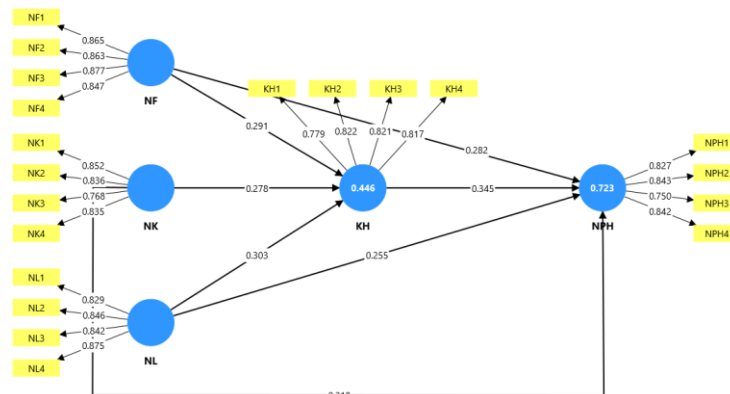 NF1
NF2
NF3
NF4
0.865
0.863
0.877
0.847
NF
KH1
KH2
KH3
KH4
0.779
0.822
0.821
0.817
0.291
0.282
NK1
NK2
NK3
NK4
0.852
0.836
0.768
0.835
NK
0.278
0.446
KH
0.345
0.723
NPH
0.827
0.843
0.750
0.842
NPH1
NPH2
NPH3
NPH4
0.303
0.255
NL1
NL2
NL3
NL4
0.829
0.846
0.842
0.875
NL